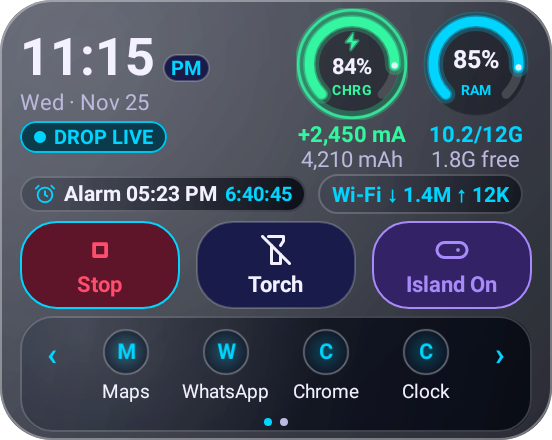 11:15 PM
Wed · Nov 25
DROP LIVE
84%
CHRG
+2,450 mA
4,210 mAh
85%
RAM
10.2/12G
1.8G free
Alarm 05:23 PM 6:40:45
Wi-Fi ↓ 1.4M ↑ 12K
Stop
Torch
Island On
‹
M
Maps
W
WhatsApp
C
Chrome
C
Clock
›